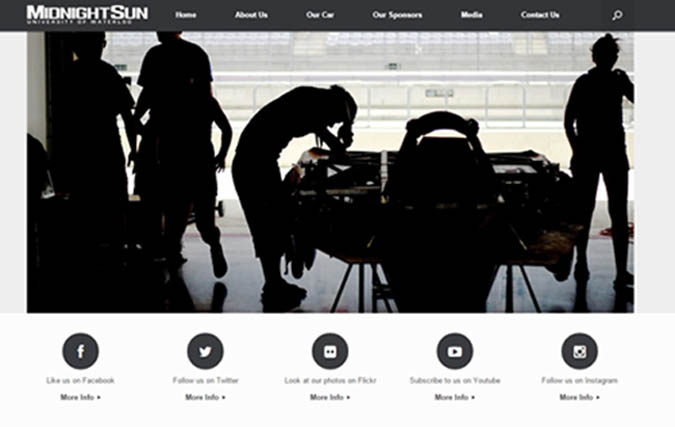 MIDNIGHTSUN
UNIVERSITY OF WATERLOO
Home About Us Our Car Our Sponsors Media Contact Us
Like us on Facebook
More Info
Follow us on Twitter
More Info
Look at our photos on Flickr
More Info
Subscribe to us on Youtube
More Info
Follow us on Instagram
More Info